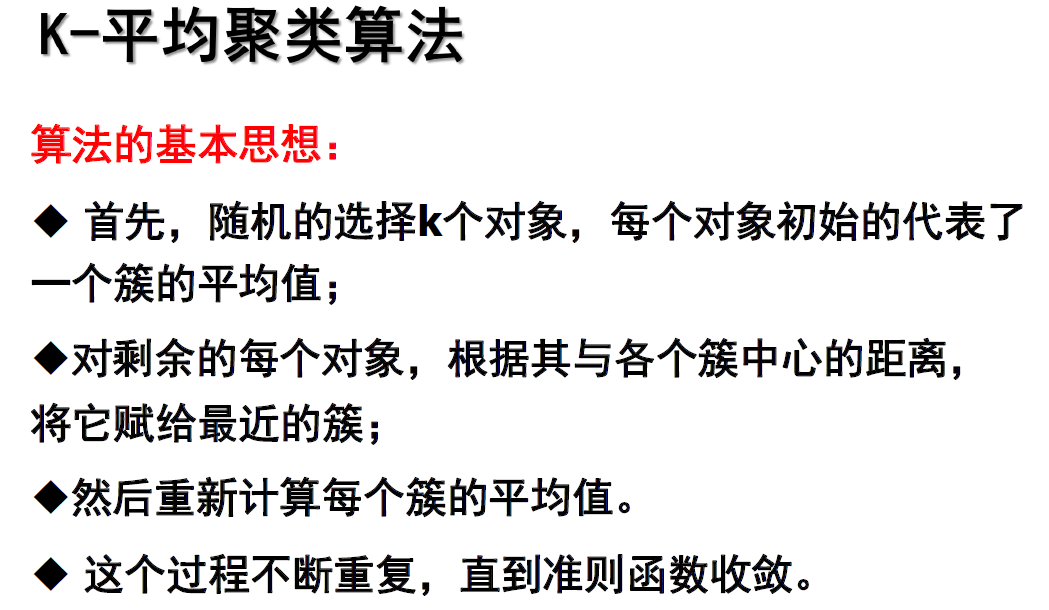 K-平均聚类算法
算法的基本思想：
◆ 首先，随机的选择k个对象，每个对象初始的代表了
一个簇的平均值；
◆对剩余的每个对象，根据其与各个簇中心的距离，
将它赋给最近的簇；
◆然后重新计算每个簇的平均值。
◆ 这个过程不断重复，直到准则函数收敛。